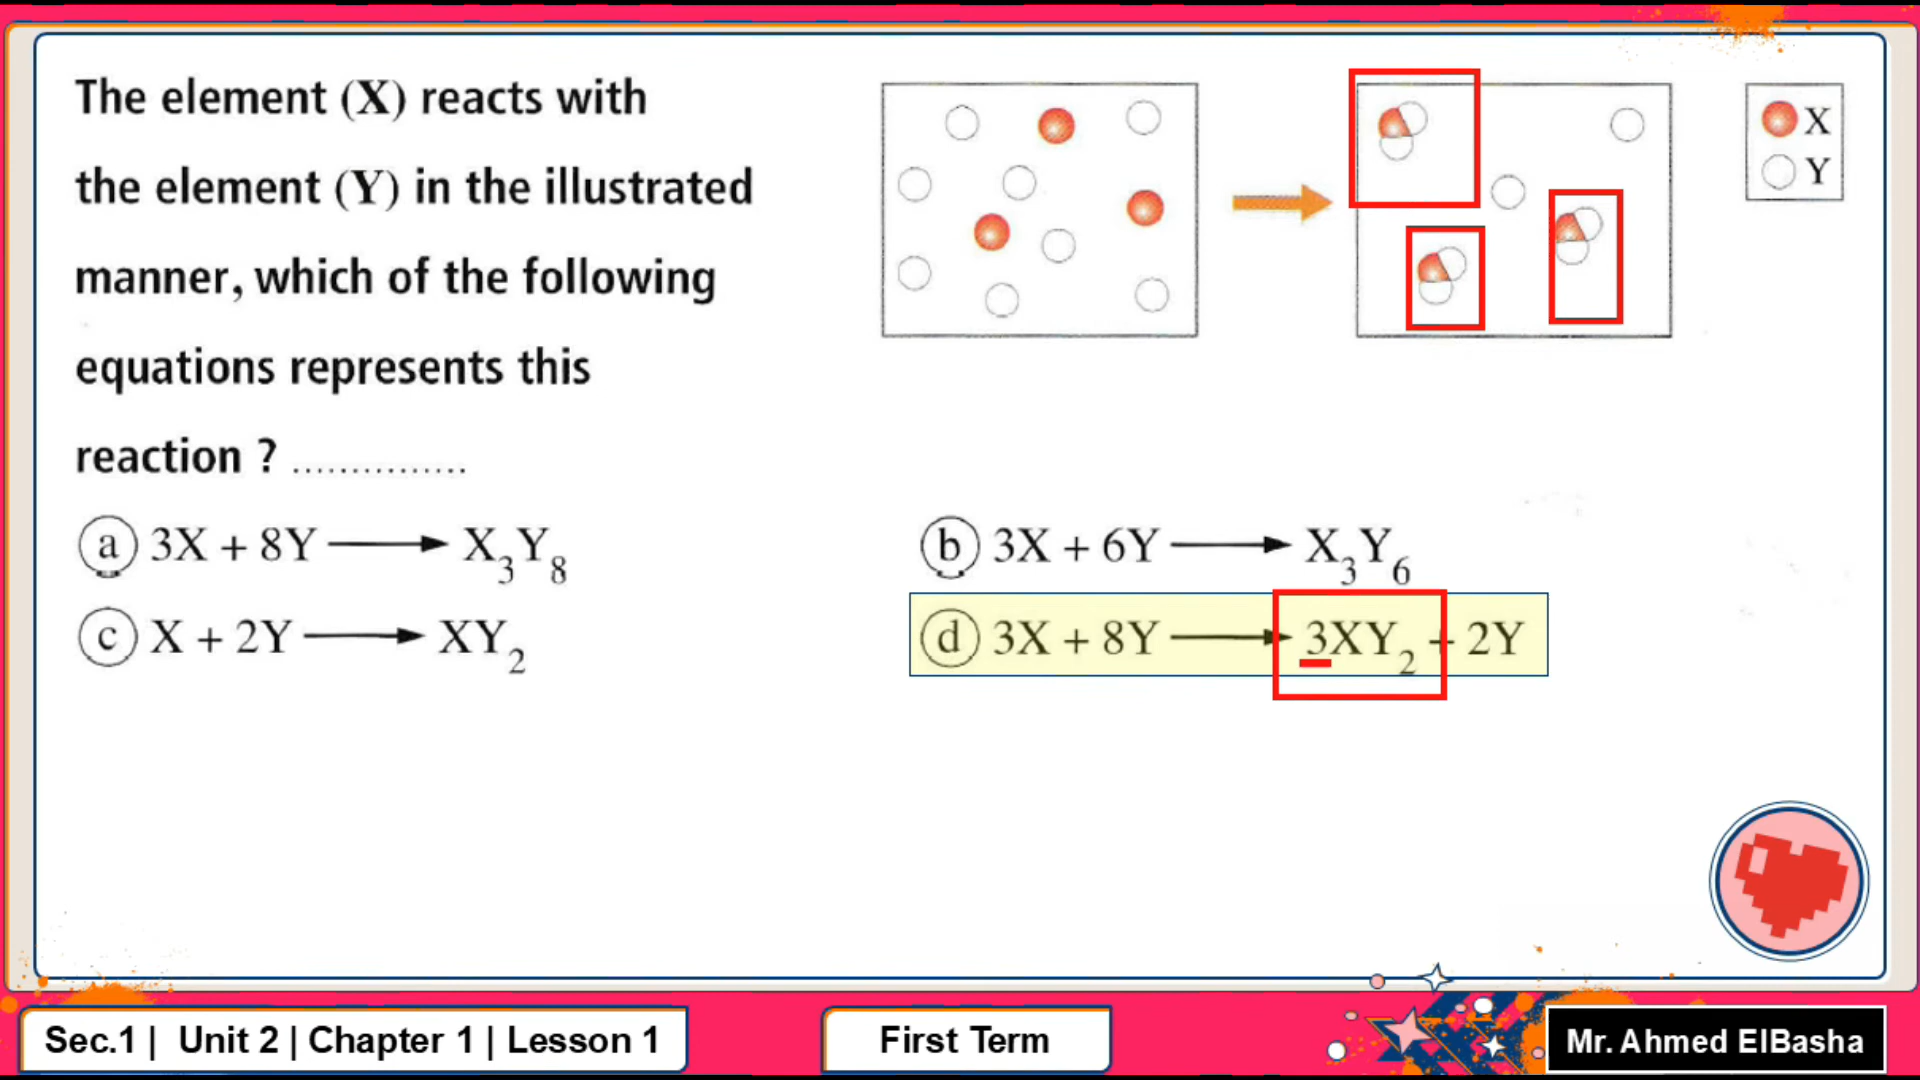 The element (X) reacts with
the element (Y) in the illustrated
manner, which of the following
equations represents this
reaction ? ...............
X
Y
a 3X + 8Y ⟶ X₃Y₈
b 3X + 6Y ⟶ X₃Y₆
c X + 2Y ⟶ XY₂
d 3X + 8Y ⟶ 3XY₂ + 2Y
Sec.1 | Unit 2 | Chapter 1 | Lesson 1
First Term
Mr. Ahmed ElBasha